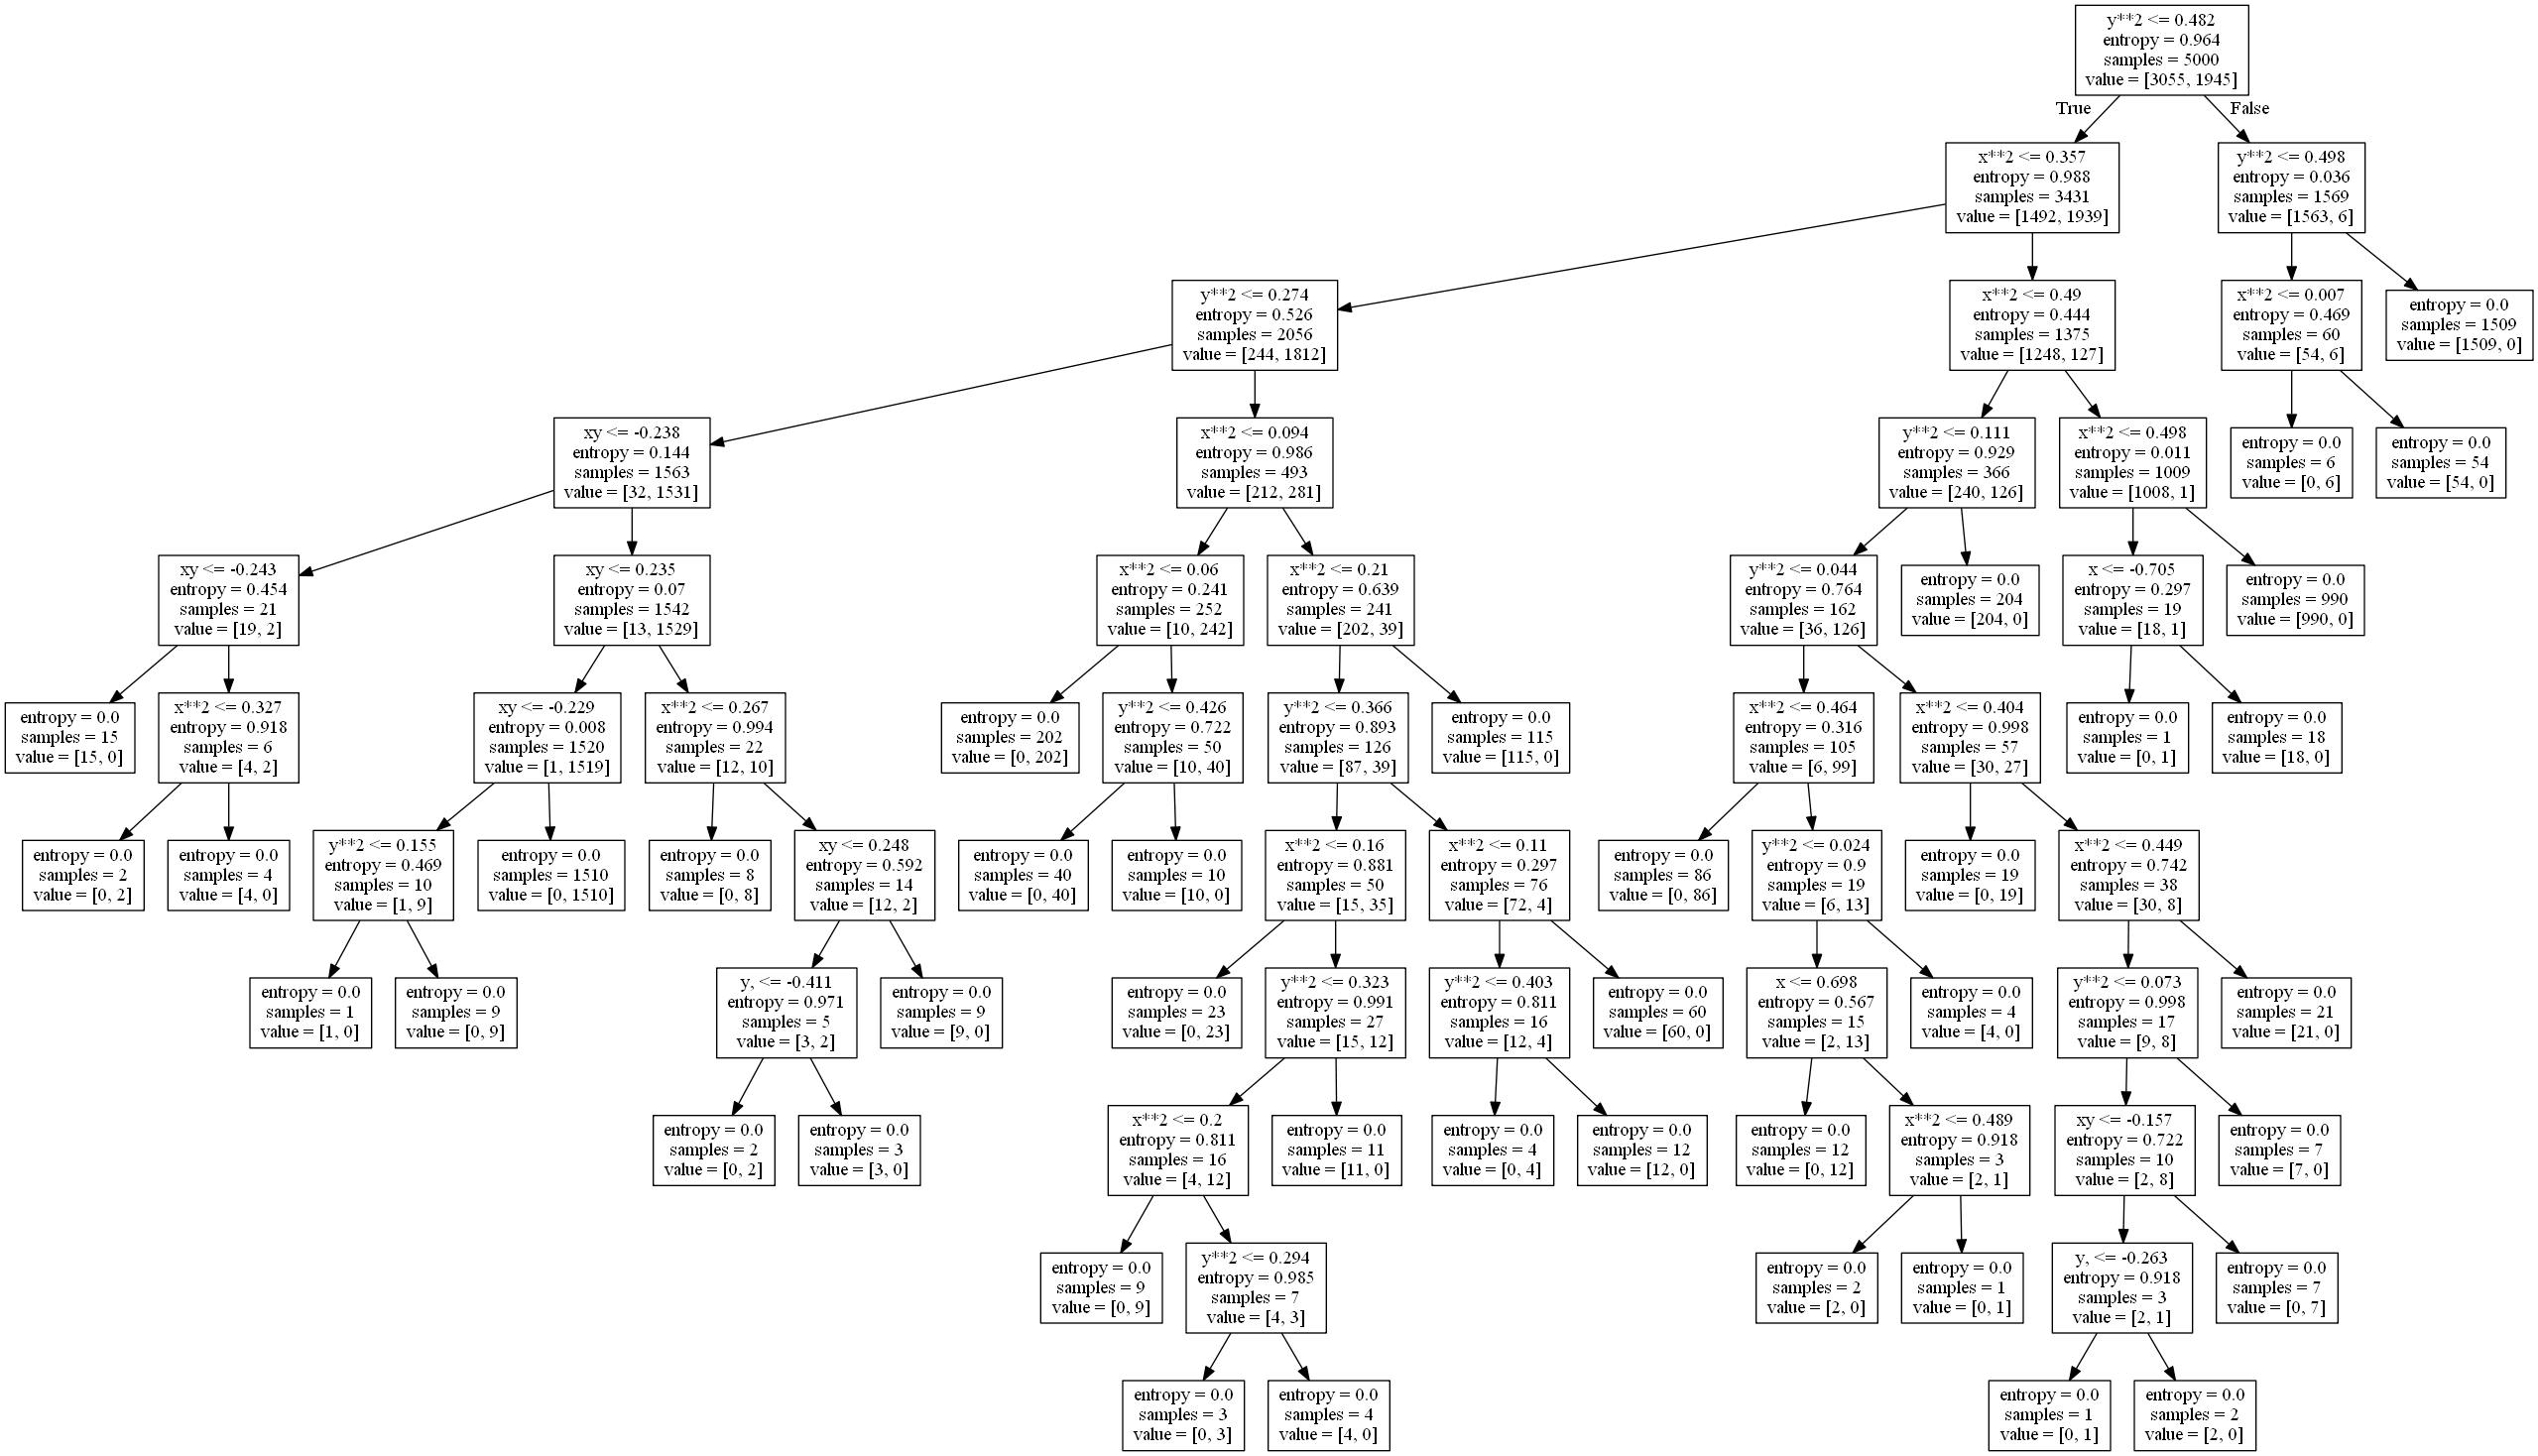 y**2 <= 0.482
entropy = 0.964
samples = 5000
value = [3055, 1945]
True
False
x**2 <= 0.357
entropy = 0.988
samples = 3431
value = [1492, 1939]
y**2 <= 0.498
entropy = 0.036
samples = 1569
value = [1563, 6]
y**2 <= 0.274
entropy = 0.526
samples = 2056
value = [244, 1812]
x**2 <= 0.49
entropy = 0.444
samples = 1375
value = [1248, 127]
x**2 <= 0.007
entropy = 0.469
samples = 60
value = [54, 6]
entropy = 0.0
samples = 1509
value = [1509, 0]
xy <= -0.238
entropy = 0.144
samples = 1563
value = [32, 1531]
x**2 <= 0.094
entropy = 0.986
samples = 493
value = [212, 281]
y**2 <= 0.111
entropy = 0.929
samples = 366
value = [240, 126]
x**2 <= 0.498
entropy = 0.011
samples = 1009
value = [1008, 1]
entropy = 0.0
samples = 6
value = [0, 6]
entropy = 0.0
samples = 54
value = [54, 0]
xy <= -0.243
entropy = 0.454
samples = 21
value = [19, 2]
xy <= 0.235
entropy = 0.07
samples = 1542
value = [13, 1529]
x**2 <= 0.06
entropy = 0.241
samples = 252
value = [10, 242]
x**2 <= 0.21
entropy = 0.639
samples = 241
value = [202, 39]
y**2 <= 0.044
entropy = 0.764
samples = 162
value = [36, 126]
entropy = 0.0
samples = 204
value = [204, 0]
x <= -0.705
entropy = 0.297
samples = 19
value = [18, 1]
entropy = 0.0
samples = 990
value = [990, 0]
entropy = 0.0
samples = 15
value = [15, 0]
x**2 <= 0.327
entropy = 0.918
samples = 6
value = [4, 2]
xy <= -0.229
entropy = 0.008
samples = 1520
value = [1, 1519]
x**2 <= 0.267
entropy = 0.994
samples = 22
value = [12, 10]
entropy = 0.0
samples = 202
value = [0, 202]
y**2 <= 0.426
entropy = 0.722
samples = 50
value = [10, 40]
y**2 <= 0.366
entropy = 0.893
samples = 126
value = [87, 39]
entropy = 0.0
samples = 115
value = [115, 0]
x**2 <= 0.464
entropy = 0.316
samples = 105
value = [6, 99]
x**2 <= 0.404
entropy = 0.998
samples = 57
value = [30, 27]
entropy = 0.0
samples = 1
value = [0, 1]
entropy = 0.0
samples = 18
value = [18, 0]
entropy = 0.0
samples = 2
value = [0, 2]
entropy = 0.0
samples = 4
value = [4, 0]
y**2 <= 0.155
entropy = 0.469
samples = 10
value = [1, 9]
entropy = 0.0
samples = 1510
value = [0, 1510]
entropy = 0.0
samples = 8
value = [0, 8]
xy <= 0.248
entropy = 0.592
samples = 14
value = [12, 2]
entropy = 0.0
samples = 40
value = [0, 40]
entropy = 0.0
samples = 10
value = [10, 0]
x**2 <= 0.16
entropy = 0.881
samples = 50
value = [15, 35]
x**2 <= 0.11
entropy = 0.297
samples = 76
value = [72, 4]
entropy = 0.0
samples = 86
value = [0, 86]
y**2 <= 0.024
entropy = 0.9
samples = 19
value = [6, 13]
entropy = 0.0
samples = 19
value = [0, 19]
x**2 <= 0.449
entropy = 0.742
samples = 38
value = [30, 8]
entropy = 0.0
samples = 1
value = [1, 0]
entropy = 0.0
samples = 9
value = [0, 9]
y, <= -0.411
entropy = 0.971
samples = 5
value = [3, 2]
entropy = 0.0
samples = 9
value = [9, 0]
entropy = 0.0
samples = 23
value = [0, 23]
y**2 <= 0.323
entropy = 0.991
samples = 27
value = [15, 12]
y**2 <= 0.403
entropy = 0.811
samples = 16
value = [12, 4]
entropy = 0.0
samples = 60
value = [60, 0]
x <= 0.698
entropy = 0.567
samples = 15
value = [2, 13]
entropy = 0.0
samples = 4
value = [4, 0]
y**2 <= 0.073
entropy = 0.998
samples = 17
value = [9, 8]
entropy = 0.0
samples = 21
value = [21, 0]
entropy = 0.0
samples = 2
value = [0, 2]
entropy = 0.0
samples = 3
value = [3, 0]
x**2 <= 0.2
entropy = 0.811
samples = 16
value = [4, 12]
entropy = 0.0
samples = 11
value = [11, 0]
entropy = 0.0
samples = 4
value = [0, 4]
entropy = 0.0
samples = 12
value = [12, 0]
entropy = 0.0
samples = 12
value = [0, 12]
x**2 <= 0.489
entropy = 0.918
samples = 3
value = [2, 1]
xy <= -0.157
entropy = 0.722
samples = 10
value = [2, 8]
entropy = 0.0
samples = 7
value = [7, 0]
entropy = 0.0
samples = 9
value = [0, 9]
y**2 <= 0.294
entropy = 0.985
samples = 7
value = [4, 3]
entropy = 0.0
samples = 2
value = [2, 0]
entropy = 0.0
samples = 1
value = [0, 1]
y, <= -0.263
entropy = 0.918
samples = 3
value = [2, 1]
entropy = 0.0
samples = 7
value = [0, 7]
entropy = 0.0
samples = 3
value = [0, 3]
entropy = 0.0
samples = 4
value = [4, 0]
entropy = 0.0
samples = 1
value = [0, 1]
entropy = 0.0
samples = 2
value = [2, 0]